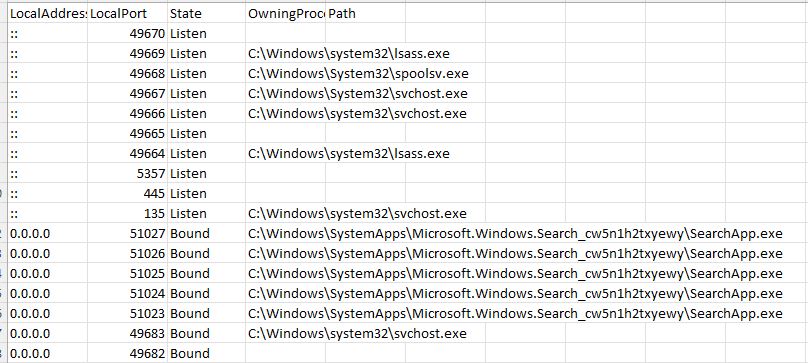 LocalAddres LocalPort State OwningProc Path
:: 49670 Listen
:: 49669 Listen C:\Windows\system32\lsass.exe
:: 49668 Listen C:\Windows\System32\spoolsv.exe
:: 49667 Listen C:\Windows\system32\svchost.exe
:: 49666 Listen C:\Windows\system32\svchost.exe
:: 49665 Listen
:: 49664 Listen C:\Windows\system32\lsass.exe
:: 5357 Listen
:: 445 Listen
:: 135 Listen C:\Windows\system32\svchost.exe
0.0.0.0 51027 Bound C:\Windows\SystemApps\Microsoft.Windows.Search_cw5n1h2txyewy\SearchApp.exe
0.0.0.0 51026 Bound C:\Windows\SystemApps\Microsoft.Windows.Search_cw5n1h2txyewy\SearchApp.exe
0.0.0.0 51025 Bound C:\Windows\SystemApps\Microsoft.Windows.Search_cw5n1h2txyewy\SearchApp.exe
0.0.0.0 51024 Bound C:\Windows\SystemApps\Microsoft.Windows.Search_cw5n1h2txyewy\SearchApp.exe
0.0.0.0 51023 Bound C:\Windows\SystemApps\Microsoft.Windows.Search_cw5n1h2txyewy\SearchApp.exe
0.0.0.0 49683 Bound C:\Windows\system32\svchost.exe
0.0.0.0 49682 Bound